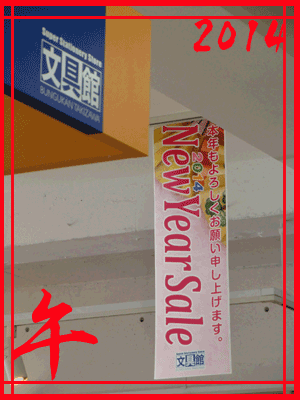 2014
Super Stationery Store
文具館
BUNGUKAN TAKIZAWA
本年もよろしくお願い申し上げます。
2014
New Year Sale
文具館
午